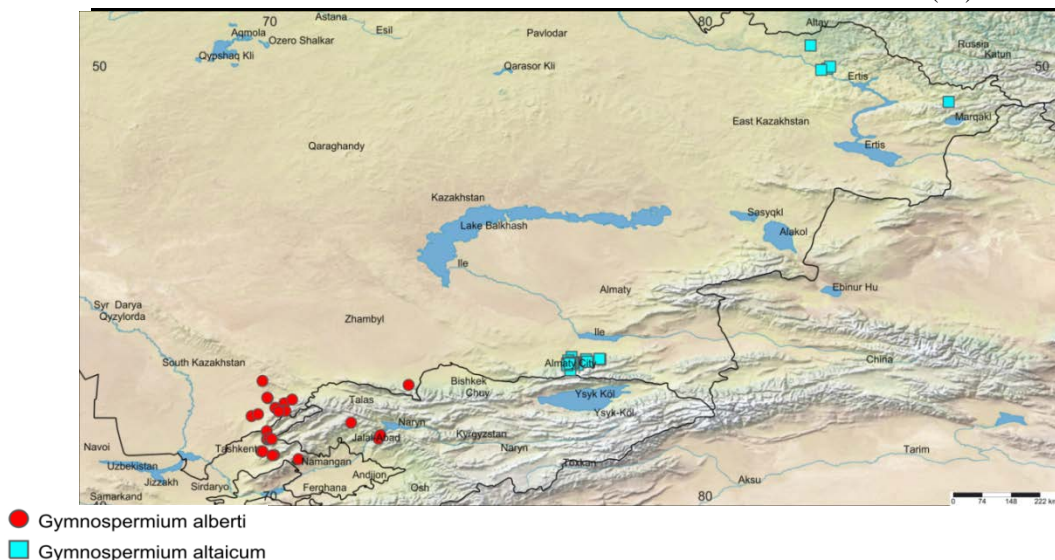 70
Astana
80
Altay
Aqmola
Esil
Pavlodar
Ozero Shalkar
Russia
Katun
Qypshaq Kli
50
Qarasor Kli
Ertis
50
East Kazakhstan
Marqakl
Qaraghandy
Ertis
Kazakhstan
Lake Balkhash
Sasyqkl
Alakol
Ile
Almaty
Ebinur Hu
Syr Darya
Qyzylorda
Zhambyl
Ile
South Kazakhstan
Almaty City
China
Bishkek
Chuy
Talas
Ysyk Köl
Ysyk-Köl
Naryn
Jalal-Abad
Kyrgyzstan
Navoi
Tashkent
Naryn
Tarim
Uzbekistan
Namangan
Jizzakh
Sirdaryo
Andijon
Aksu
Ferghana
Osh
Samarkand
70
80
0 74 148 222 km
Gymnospermium alberti
Gymnospermium altaicum